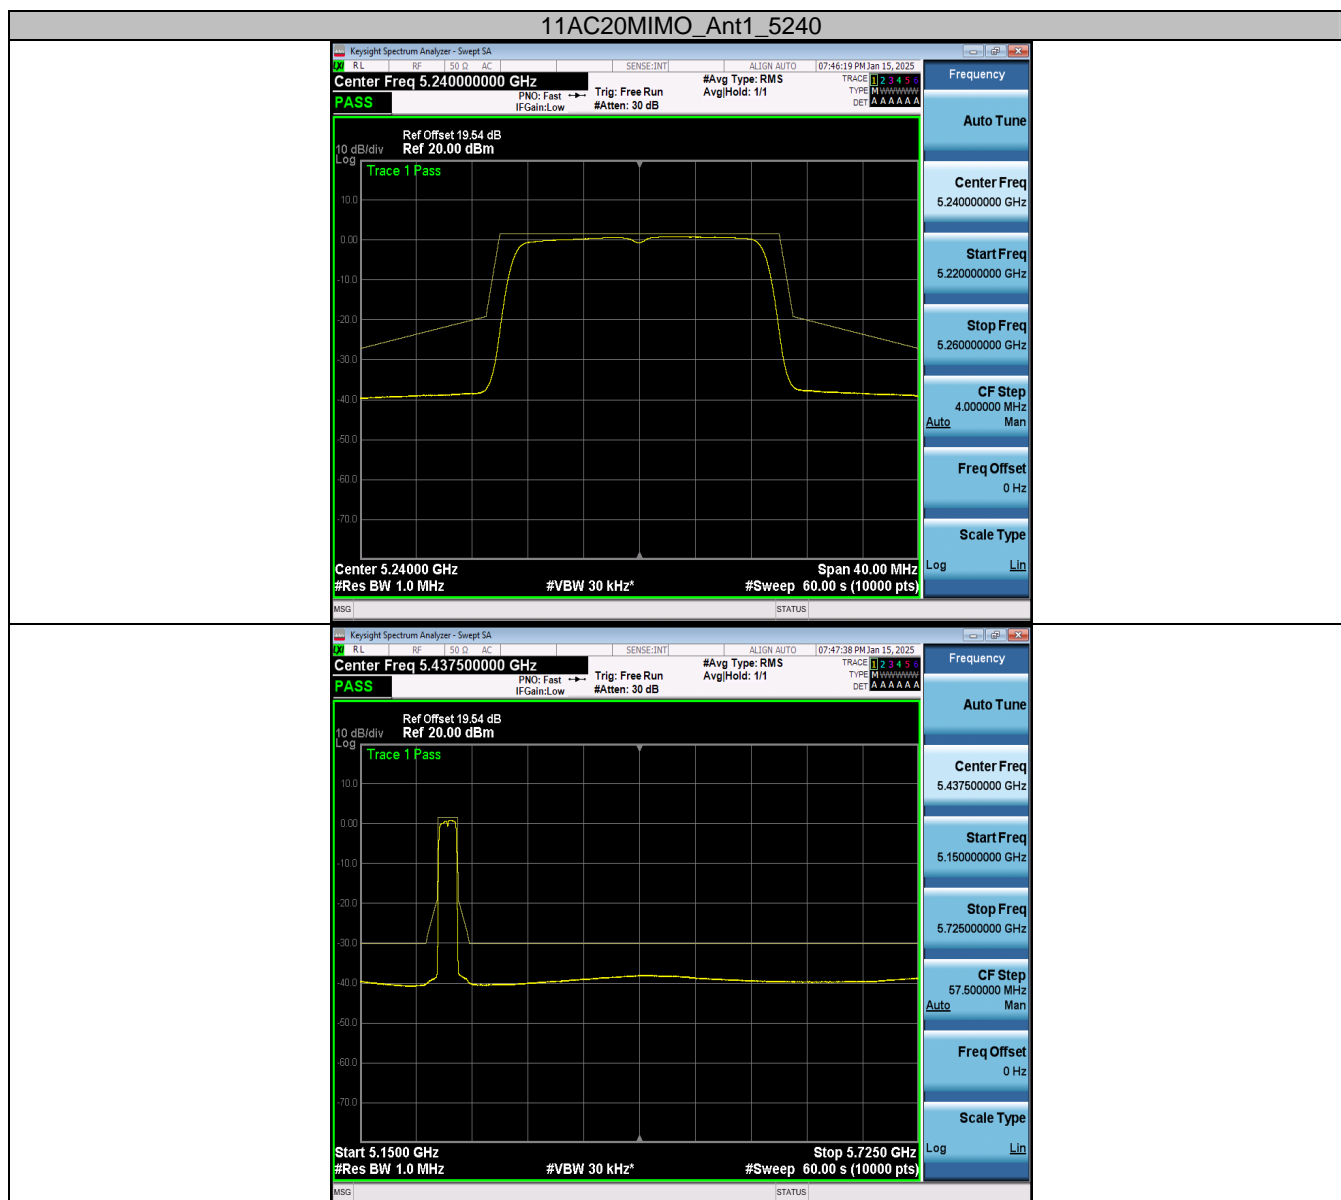 11AC20MIMO_Ant1_5240
Keysight Spectrum Analyzer - Swept SA
LXI RL RF 50 Ω AC SENSE:INT ALIGN AUTO 07:46:19 PM Jan 15, 2025
Center Freq 5.240000000 GHz
PASS
PNO: Fast
IFGain:Low
Trig: Free Run
#Atten: 30 dB
#Avg Type: RMS
Avg|Hold: 1/1
TRACE 1 2 3 4 5 6
TYPE M WWWWW
DET A A A A A A
Ref Offset 19.54 dB
10 dB/div Ref 20.00 dBm
Log
Trace 1 Pass
10.0
0.00
-10.0
-20.0
-30.0
-40.0
-50.0
-60.0
-70.0
Center 5.24000 GHz Span 40.00 MHz
#Res BW 1.0 MHz #VBW 30 kHz* #Sweep 60.00 s (10000 pts)
MSG STATUS
Frequency
Auto Tune
Center Freq
5.240000000 GHz
Start Freq
5.220000000 GHz
Stop Freq
5.260000000 GHz
CF Step
4.000000 MHz
Auto Man
Freq Offset
0 Hz
Scale Type
Log Lin
Keysight Spectrum Analyzer - Swept SA
LXI RL RF 50 Ω AC SENSE:INT ALIGN AUTO 07:47:38 PM Jan 15, 2025
Center Freq 5.437500000 GHz
PASS
PNO: Fast
IFGain:Low
Trig: Free Run
#Atten: 30 dB
#Avg Type: RMS
Avg|Hold: 1/1
TRACE 1 2 3 4 5 6
TYPE M WWWWW
DET A A A A A A
Ref Offset 19.54 dB
10 dB/div Ref 20.00 dBm
Log
Trace 1 Pass
10.0
0.00
-10.0
-20.0
-30.0
-40.0
-50.0
-60.0
-70.0
Start 5.1500 GHz Stop 5.7250 GHz
#Res BW 1.0 MHz #VBW 30 kHz* #Sweep 60.00 s (10000 pts)
MSG STATUS
Frequency
Auto Tune
Center Freq
5.437500000 GHz
Start Freq
5.150000000 GHz
Stop Freq
5.725000000 GHz
CF Step
57.500000 MHz
Auto Man
Freq Offset
0 Hz
Scale Type
Log Lin